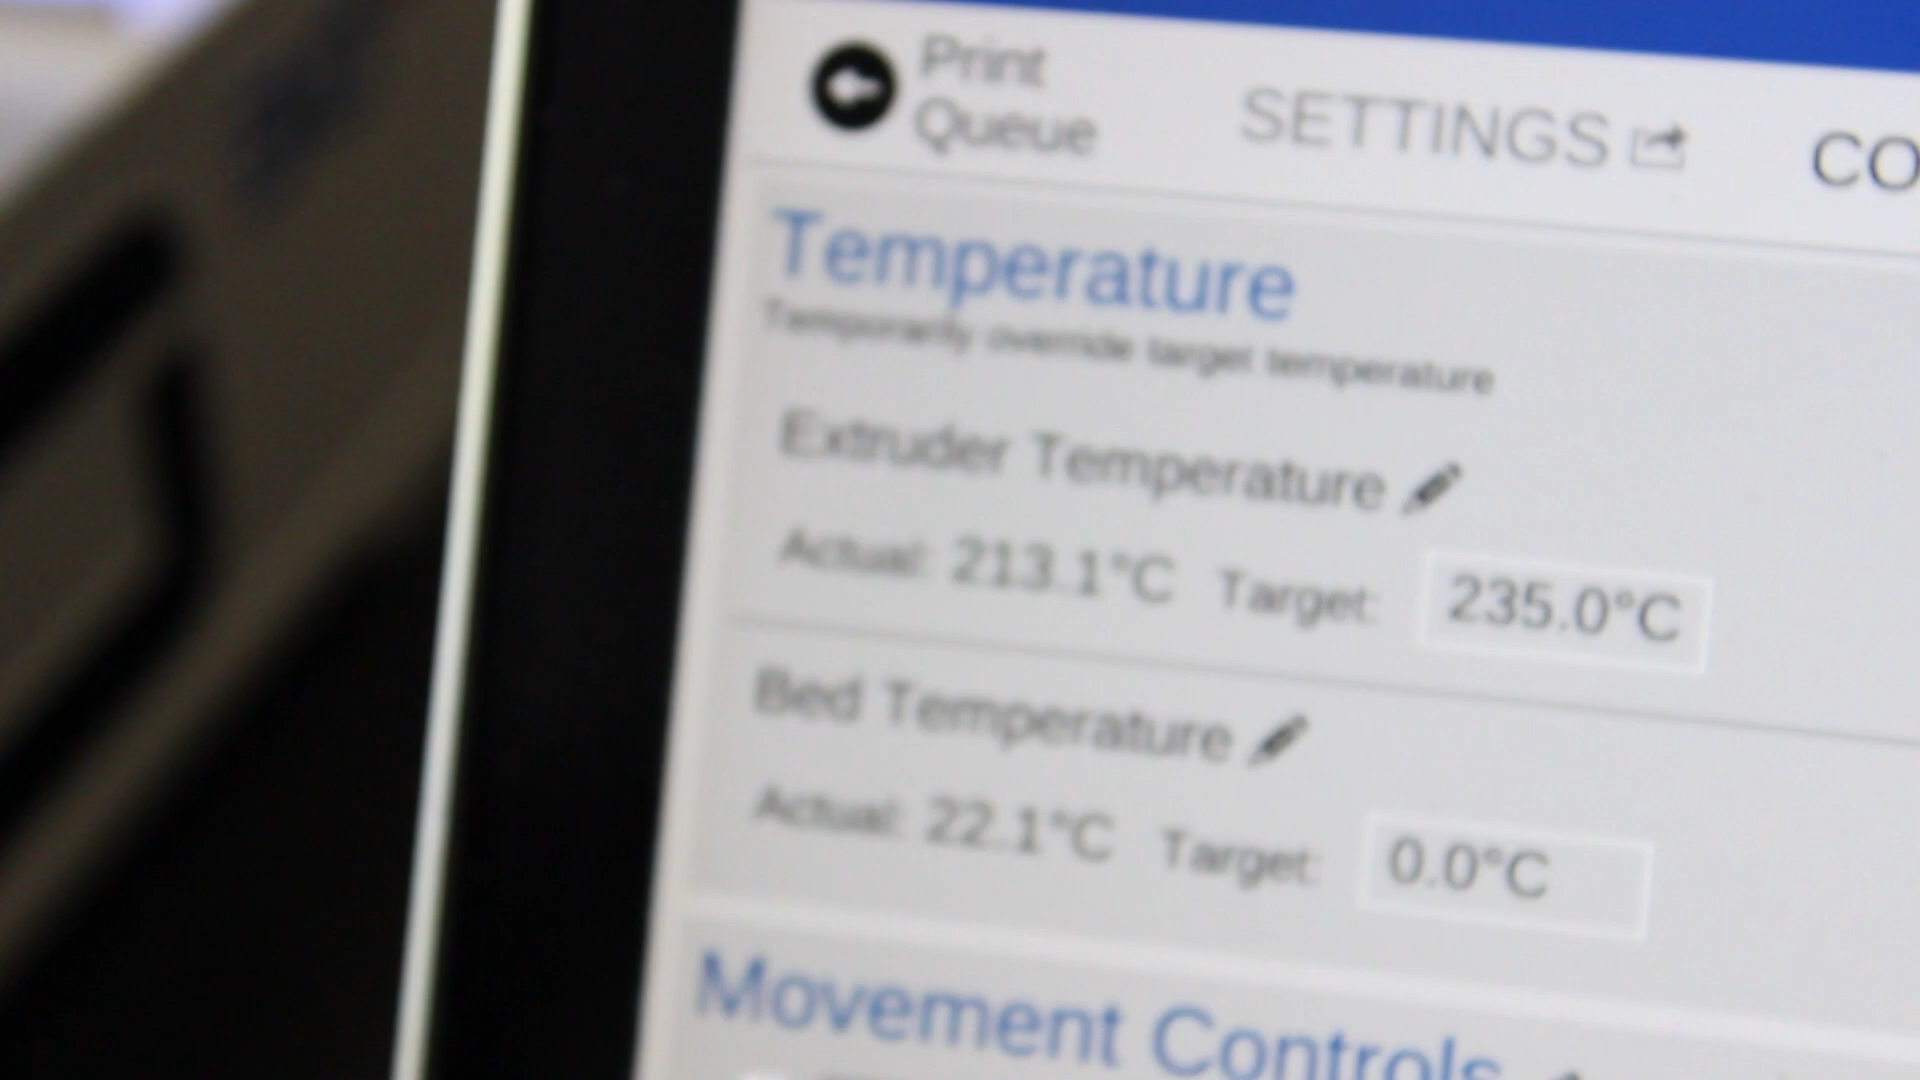 Print
Queue
SETTINGS
CO
Temperature
Temporarily override target temperature
Extruder Temperature
Actual: 213.1°C Target: 235.0°C
Bed Temperature
Actual: 22.1°C Target: 0.0°C
Movement Controls